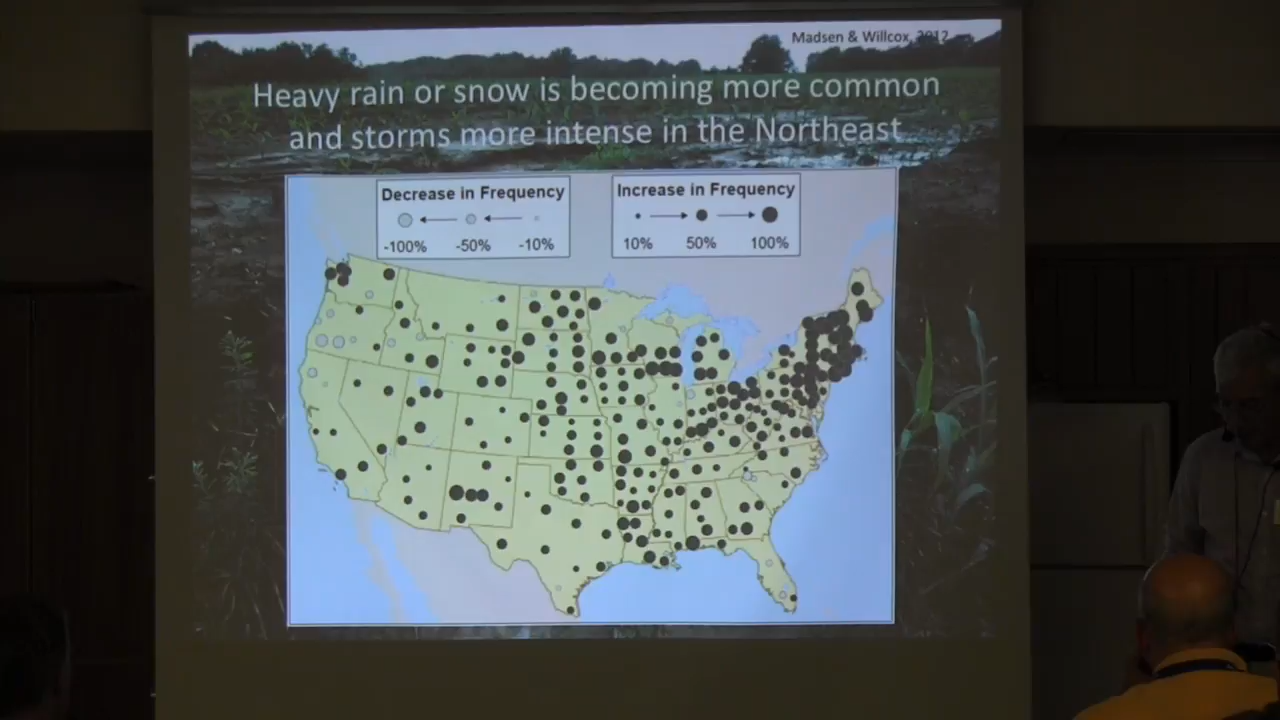 Madsen & Willcox, 2012
Heavy rain or snow is becoming more common
and storms more intense in the Northeast
Decrease in Frequency
-100% -50% -10%
Increase in Frequency
10% 50% 100%